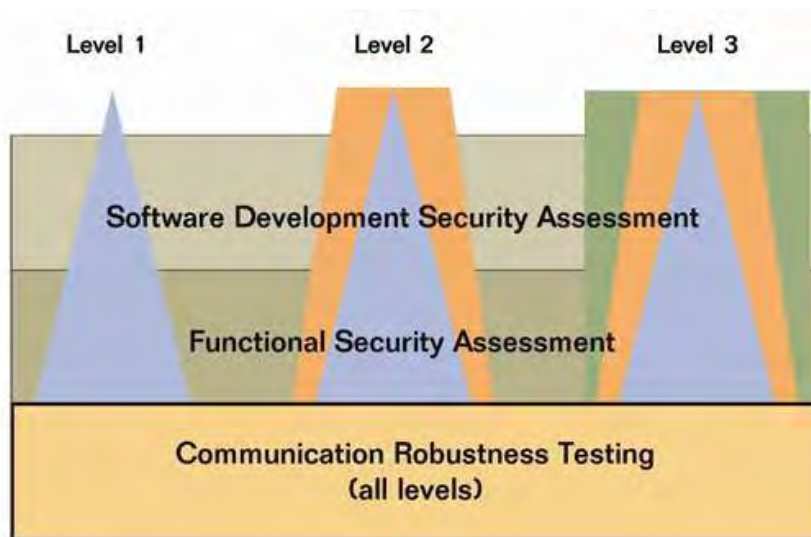 Level 1
Level 2
Level 3
Software Development Security Assessment
Functional Security Assessment
Communication Robustness Testing
(all levels)